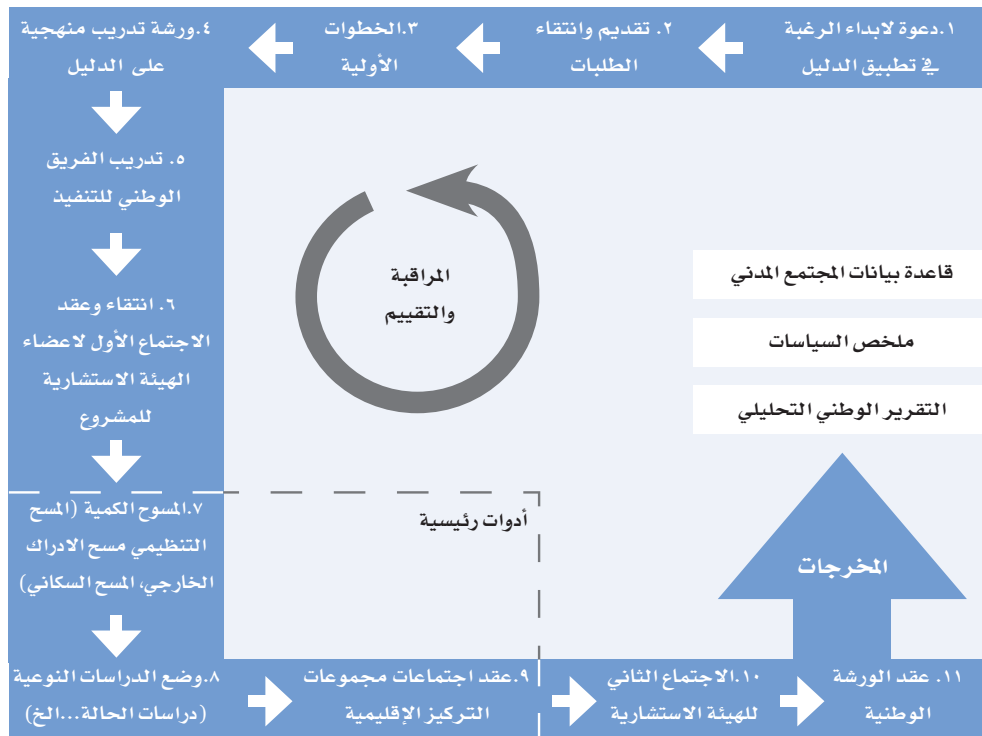 ١.دعوة لابداء الرغبة
في تطبيق الدليل
٢. تقديم وانتقاء
الطلبات
٣.الخطوات
الأولية
٤.ورشة تدريب منهجية
على الدليل
٥. تدريب الفريق
الوطني للتنفيذ
٦. انتقاء وعقد
الاجتماع الأول لاعضاء
الهيئة الاستشارية
للمشروع
٧.المسوح الكمية (المسح
التنظيمي مسح الادراك
الخارجي، المسح السكاني)
٨.وضع الدراسات النوعية
(دراسات الحالة...الخ)
٩.عقد اجتماعات مجموعات
التركيز الإقليمية
١٠.الاجتماع الثاني
للهيئة الاستشارية
١١. عقد الورشة
الوطنية
المخرجات
قاعدة بيانات المجتمع المدني
ملخص السياسات
التقرير الوطني التحليلي
المراقبة
والتقييم
أدوات رئيسية